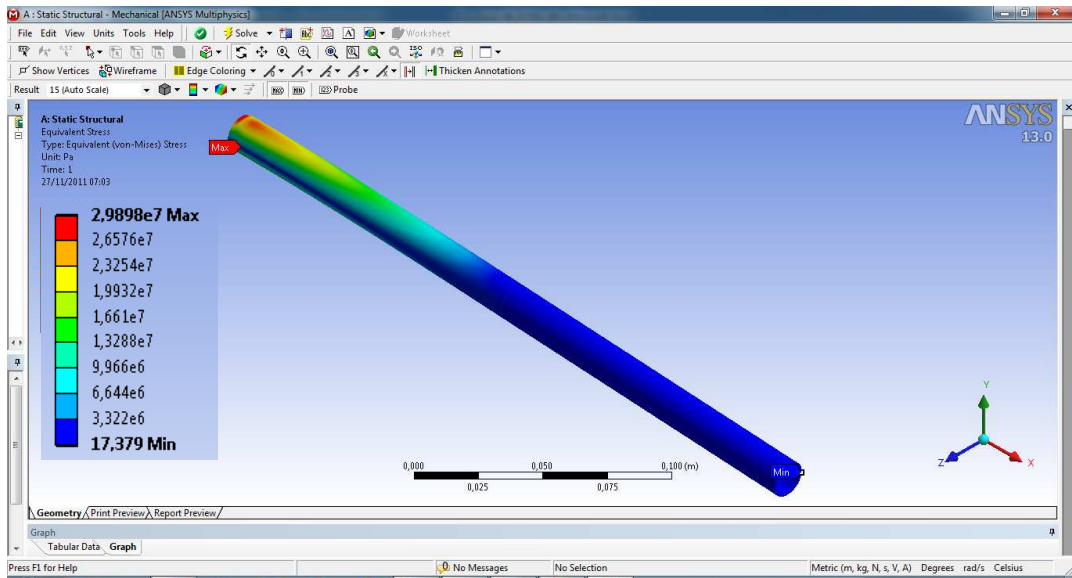 A : Static Structural - Mechanical [ANSYS Multiphysics]
File Edit View Units Tools Help Solve Worksheet
Show Vertices Wireframe Edge Coloring Thicken Annotations
Result 15 (Auto Scale) Probe
A: Static Structural
Equivalent Stress
Type: Equivalent (von-Mises) Stress
Unit: Pa
Time: 1
27/11/2011 07:03
ANSYS
13.0
Max
2,9898e7 Max
2,6576e7
2,3254e7
1,9932e7
1,661e7
1,3288e7
9,966e6
6,644e6
3,322e6
17,379 Min
Min
0,000 0,050 0,100 (m)
0,025 0,075
Y
Z X
Geometry Print Preview Report Preview
Graph
Tabular Data Graph
Press F1 for Help 0 No Messages No Selection Metric (m, kg, N, s, V, A) Degrees rad/s Celsius